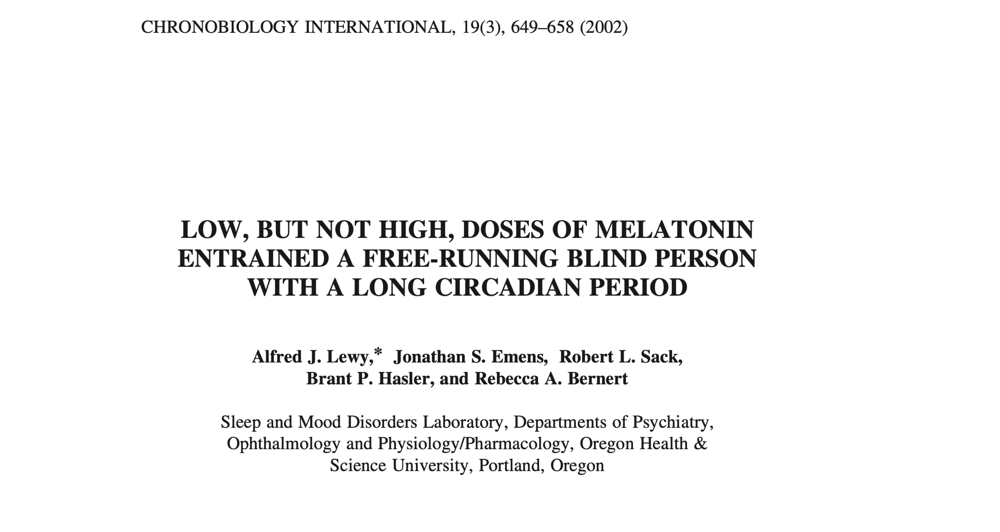 CHRONOBIOLOGY INTERNATIONAL, 19(3), 649–658 (2002)
LOW, BUT NOT HIGH, DOSES OF MELATONIN
ENTRAINED A FREE-RUNNING BLIND PERSON
WITH A LONG CIRCADIAN PERIOD
Alfred J. Lewy,* Jonathan S. Emens, Robert L. Sack,
Brant P. Hasler, and Rebecca A. Bernert
Sleep and Mood Disorders Laboratory, Departments of Psychiatry,
Ophthalmology and Physiology/Pharmacology, Oregon Health &
Science University, Portland, Oregon